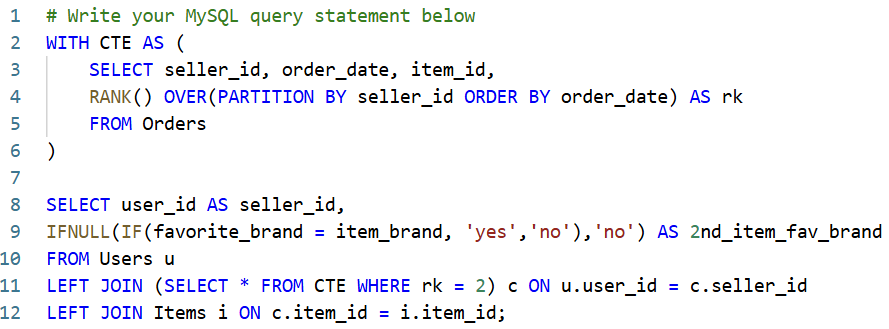 1 # Write your MySQL query statement below
2 WITH CTE AS (
3     SELECT seller_id, order_date, item_id,
4     RANK() OVER(PARTITION BY seller_id ORDER BY order_date) AS rk
5     FROM Orders
6 )
7
8 SELECT user_id AS seller_id,
9 IFNULL(IF(favorite_brand = item_brand, 'yes','no'),'no') AS 2nd_item_fav_brand
10 FROM Users u
11 LEFT JOIN (SELECT * FROM CTE WHERE rk = 2) c ON u.user_id = c.seller_id
12 LEFT JOIN Items i ON c.item_id = i.item_id;